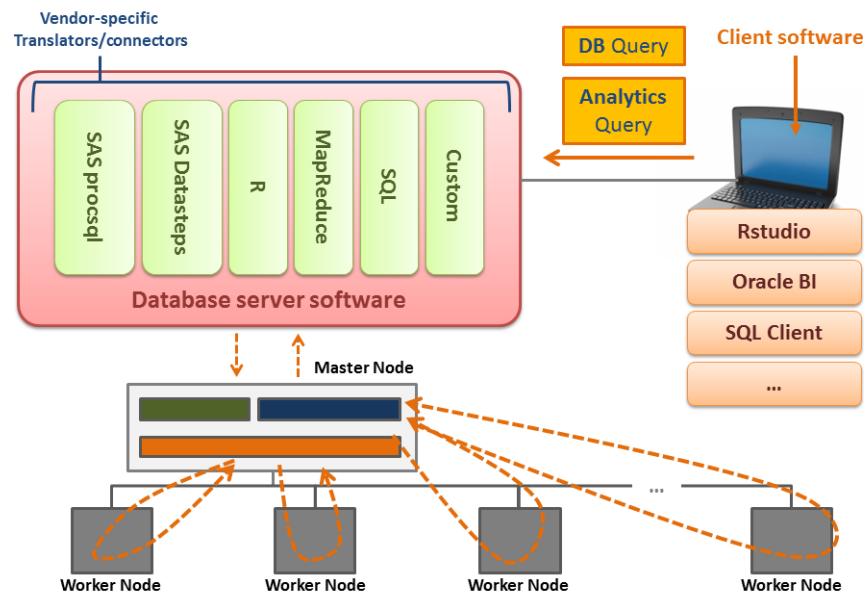 Vendor-specific
Translators/connectors
DB Query
Analytics
Query
Client software
SAS procsql
SAS Datasteps
R
MapReduce
SQL
Custom
Database server software
Rstudio
Oracle BI
SQL Client
...
Master Node
...
Worker Node
Worker Node
Worker Node
Worker Node